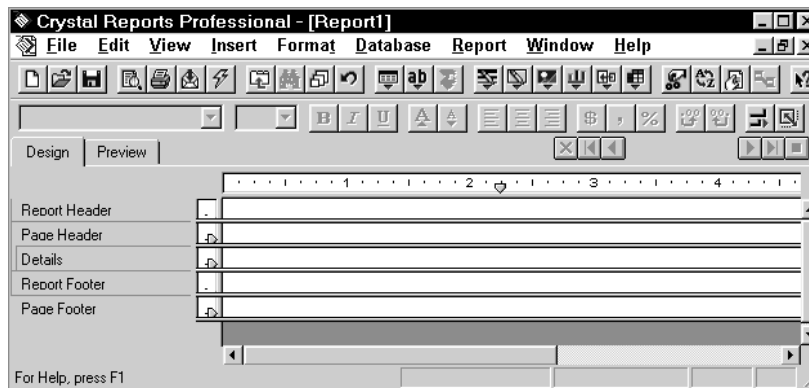 Crystal Reports Professional - [Report1]
File Edit View Insert Format Database Report Window Help
B I U A A $ , %
Design Preview
1 2 3 4
Report Header
Page Header
Details
Report Footer
Page Footer
For Help, press F1